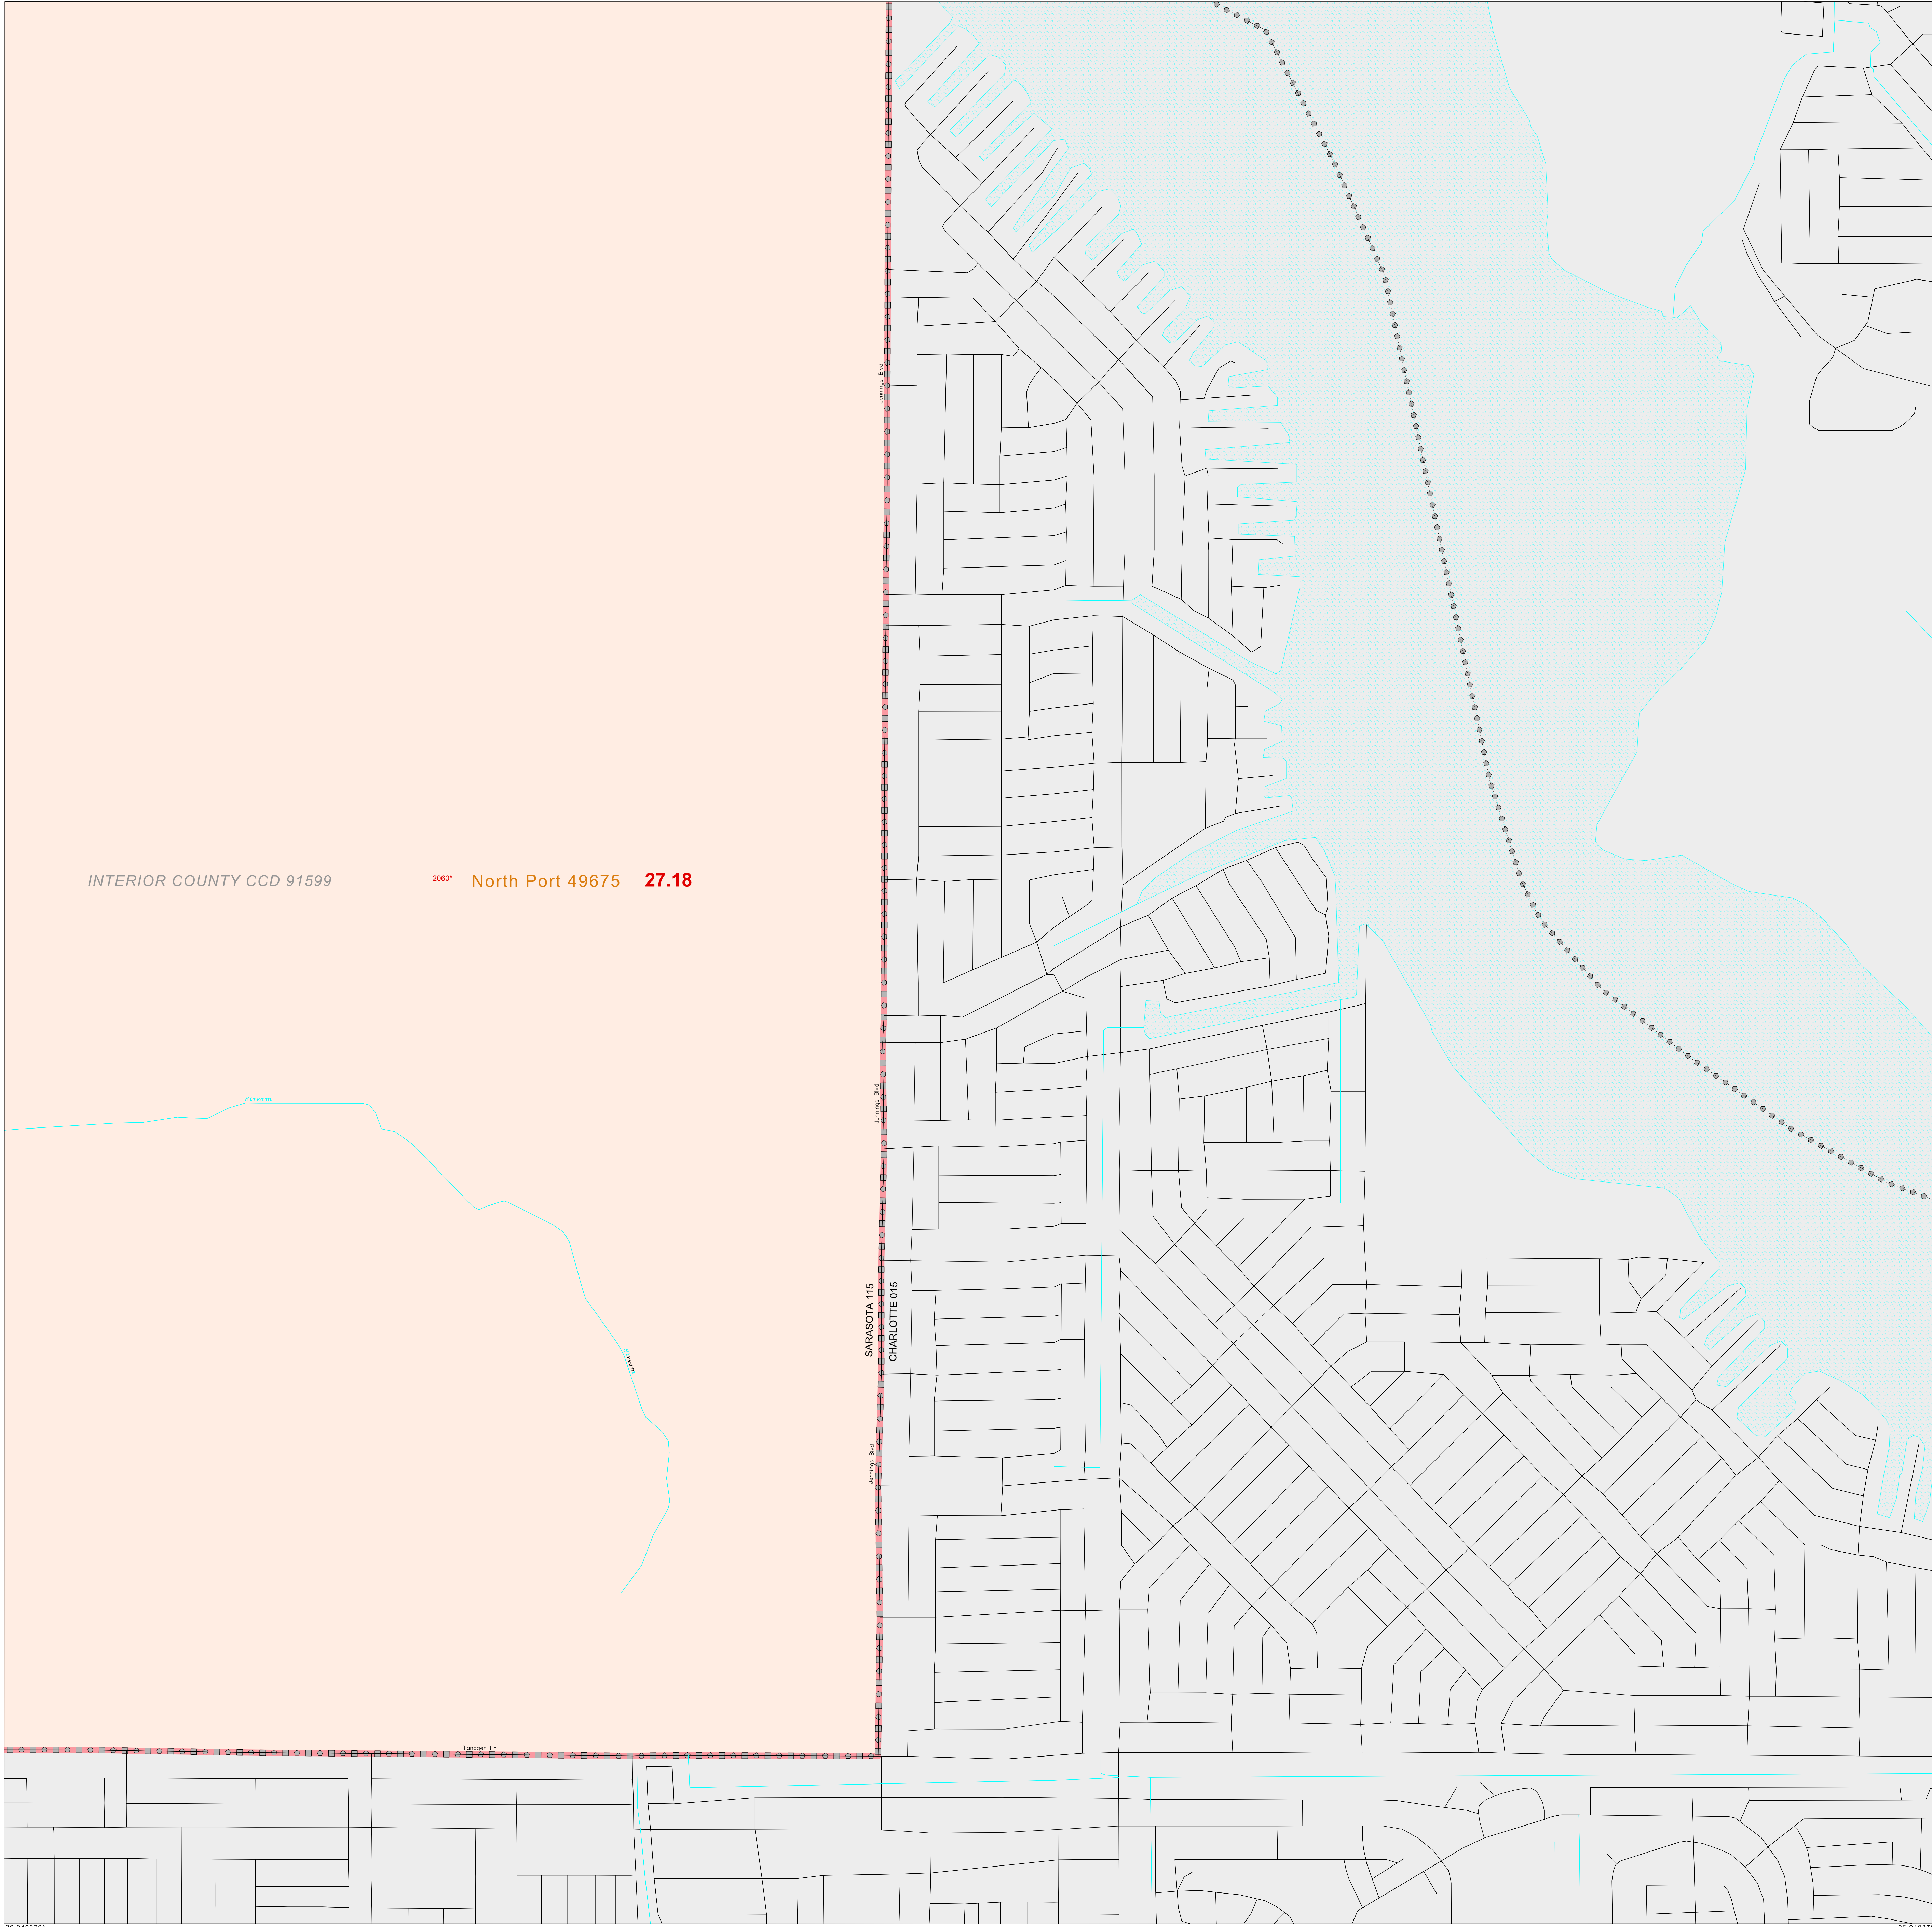 Jennings Blvd
INTERIOR COUNTY CCD 91599
2060*
North Port 49675
27.18
Stream
Jennings Blvd
SARASOTA 115
CHARLOTTE 015
Stream
Jennings Blvd
Tanager Ln